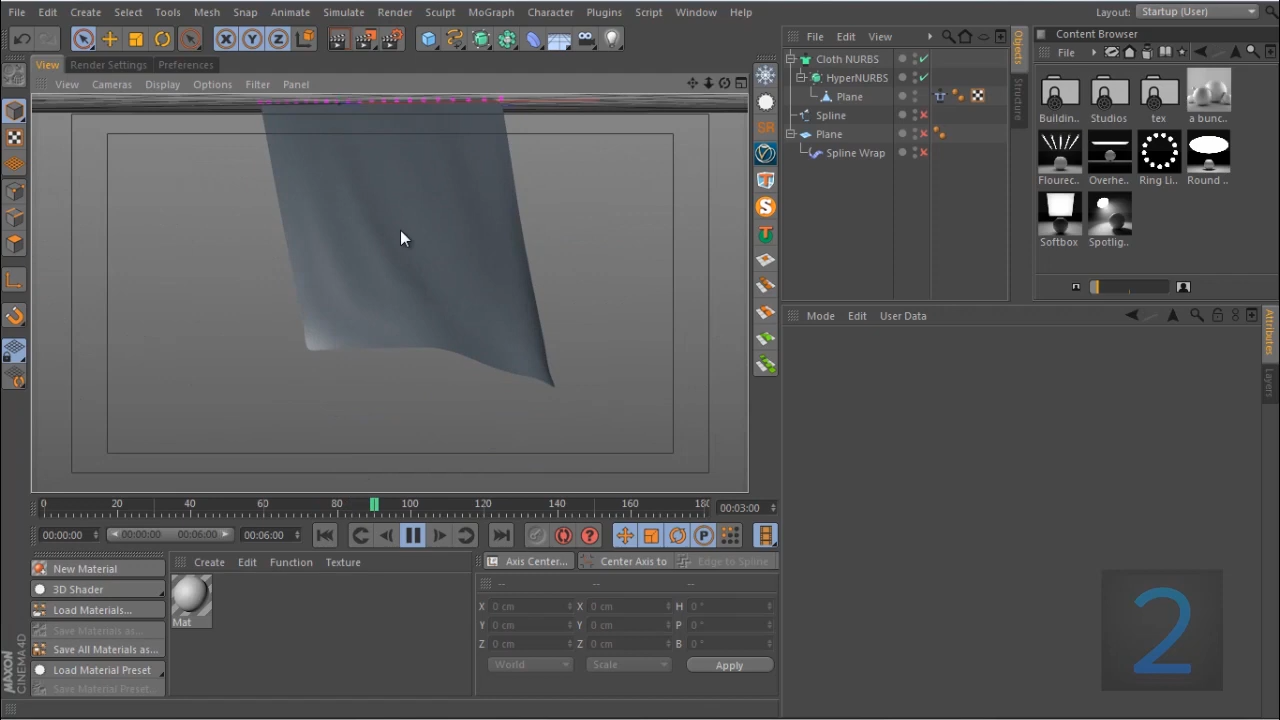 File Edit Create Select Tools Mesh Snap Animate Simulate Render Sculpt MoGraph Character Plugins Script Window Help Layout: Startup (User)
View Render Settings Preferences
View Cameras Display Options Filter Panel
File Edit View
Objects
Structure
Cloth NURBS
HyperNURBS
Plane
Spline
Plane
Spline Wrap
Content Browser
File
Buildin.. Studios tex a bunc..
Flourec.. Overhe.. Ring Li.. Round ..
Softbox Spotlig..
Mode Edit User Data
Attributes
Layers
X Y Z
SR
S
0 20 40 60 80 100 120 140 160 180 00:03:00
00:00:00 00:00:00 00:06:00 00:06:00
P
New Material
3D Shader
Load Materials...
Save Materials as...
Save All Materials as...
Load Material Preset
Save Material Preset...
Create Edit Function Texture
Mat
Axis Center... Center Axis to Edge to Spline
-- -- --
X 0 cm X 0 cm H 0 °
Y 0 cm Y 0 cm P 0 °
Z 0 cm Z 0 cm B 0 °
World Scale Apply
MAXON
CINEMA4D
2